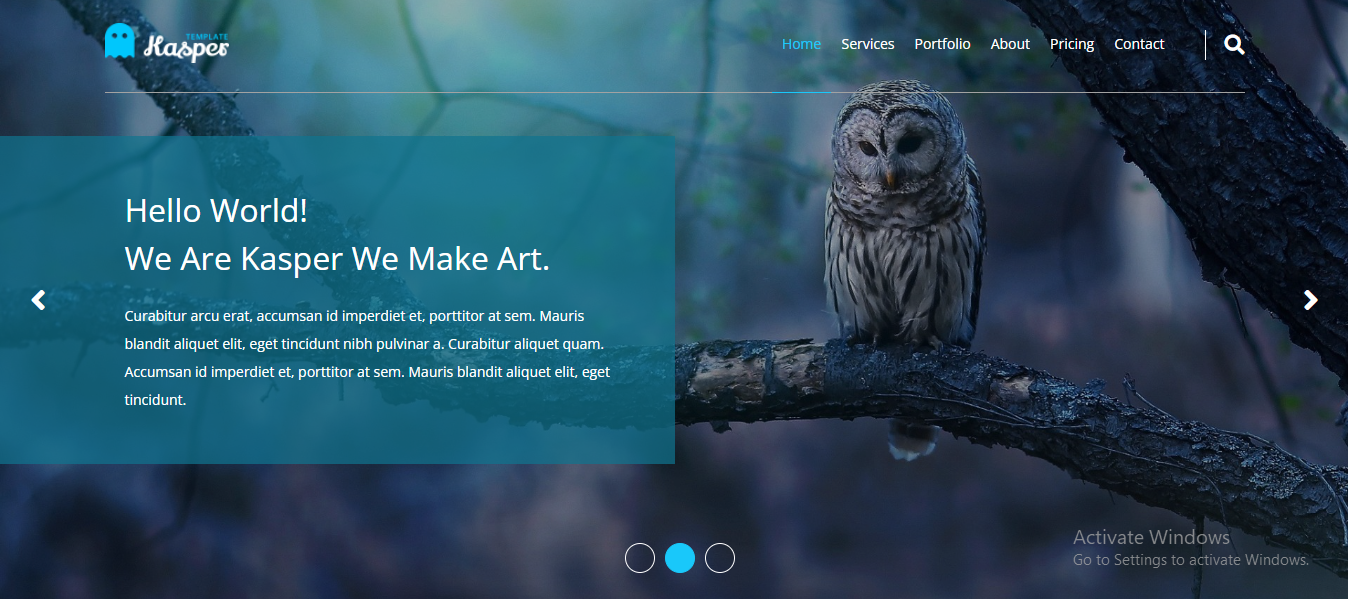 TEMPLATE
Kasper
Home Services Portfolio About Pricing Contact
Hello World!
We Are Kasper We Make Art.
Curabitur arcu erat, accumsan id imperdiet et, porttitor at sem. Mauris
blandit aliquet elit, eget tincidunt nibh pulvinar a. Curabitur aliquet quam.
Accumsan id imperdiet et, porttitor at sem. Mauris blandit aliquet elit, eget
tincidunt.
Activate Windows
Go to Settings to activate Windows.